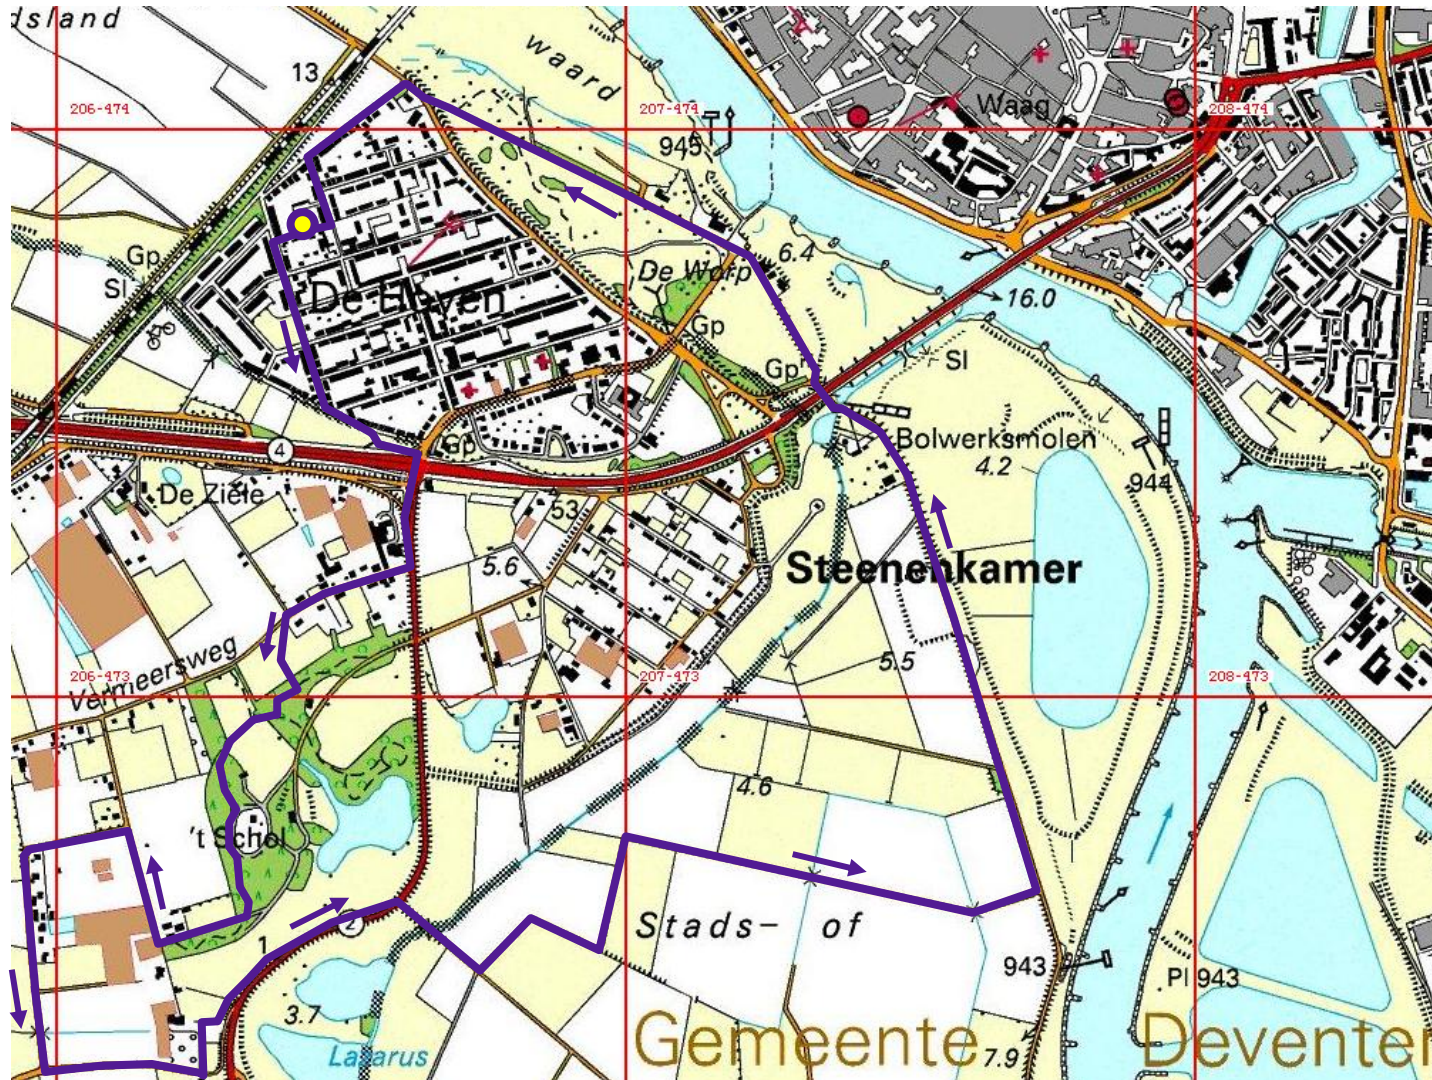 dsland
13
waard
206-474
207-474
208-474
945
Waag
Gp
Sl
De Hoven
De Worp
6.4
16.0
Gp
Gp
Sl
4
Gp
Bolwerksmolen
4.2
944
De Ziele
53
5.6
Steenenkamer
Vermeersweg
5.5
206-473
207-473
208-473
4.6
't Schol
1
2
Stads- of
943
Pl 943
3.7
Lazarus
Gemeente
7.9
Deventer